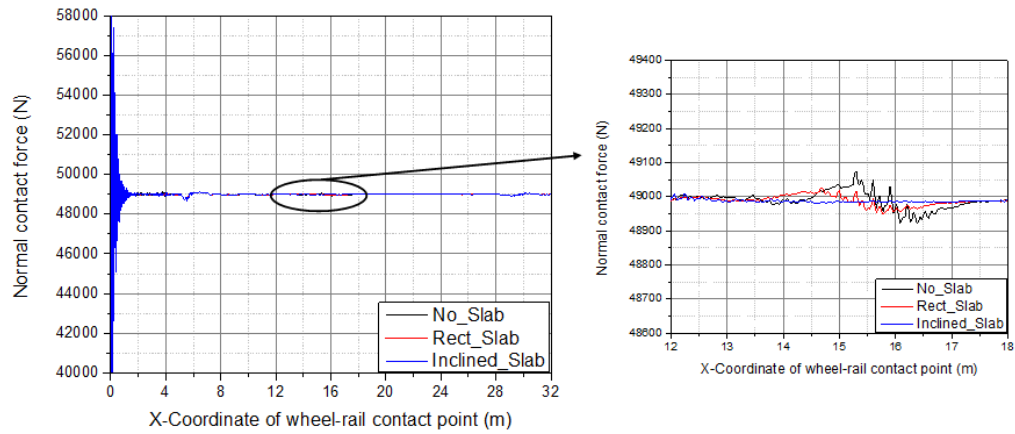 58000
56000
54000
52000
50000
48000
46000
44000
42000
40000
Normal contact force (N)
No_Slab
Rect_Slab
Inclined_Slab
0 4 8 12 16 20 24 28 32
X-Coordinate of wheel-rail contact point (m)
49400
49300
49200
49100
49000
48900
48800
48700
48600
Normal contact force (N)
No_Slab
Rect_Slab
Inclined_Slab
12 13 14 15 16 17 18
X-Coordinate of wheel-rail contact point (m)